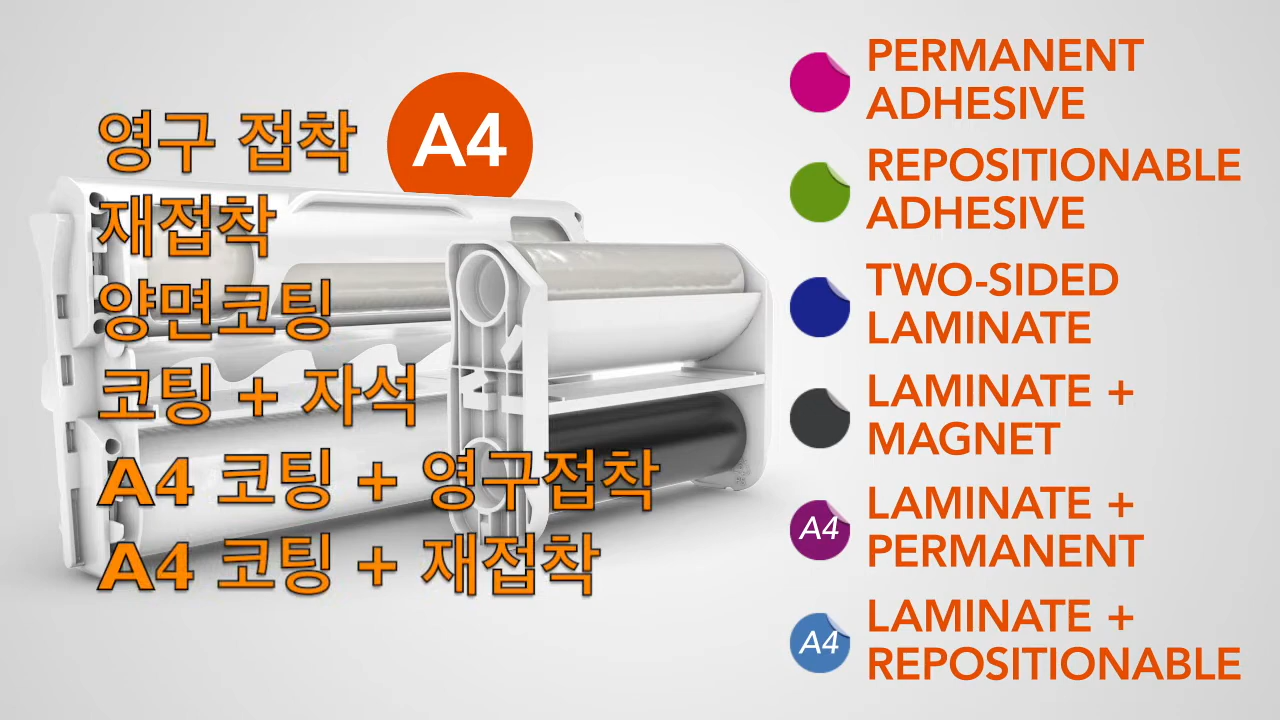 영구 접착
재접착
양면코팅
코팅 + 자석
A4 코팅 + 영구접착
A4 코팅 + 재접착
A4
PERMANENT
ADHESIVE
REPOSITIONABLE
ADHESIVE
TWO-SIDED
LAMINATE
LAMINATE +
MAGNET
A4
LAMINATE +
PERMANENT
A4
LAMINATE +
REPOSITIONABLE